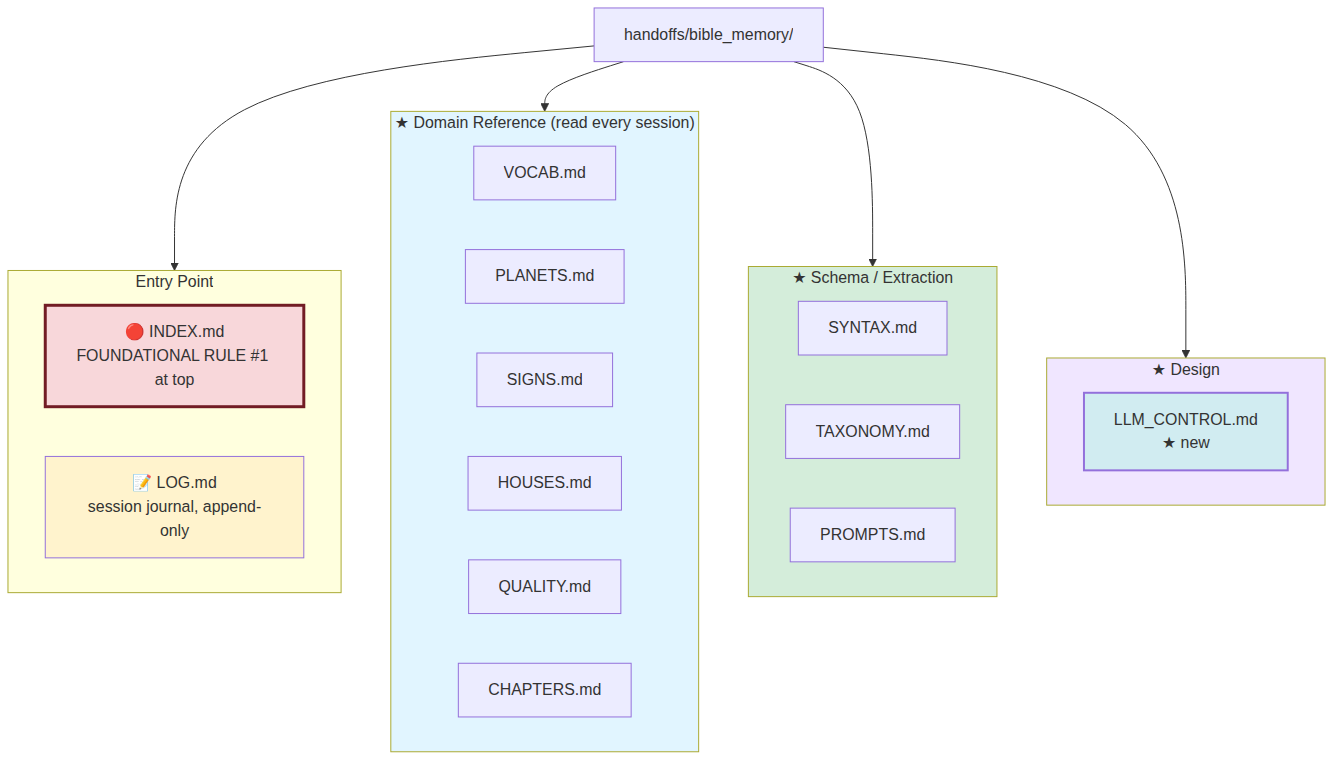 handoffs/bible_memory/
Entry Point
🔴 INDEX.md
FOUNDATIONAL RULE #1
at top
📝 LOG.md
session journal, append-
only
★ Domain Reference (read every session)
VOCAB.md
PLANETS.md
SIGNS.md
HOUSES.md
QUALITY.md
CHAPTERS.md
★ Schema / Extraction
SYNTAX.md
TAXONOMY.md
PROMPTS.md
★ Design
LLM_CONTROL.md
★ new